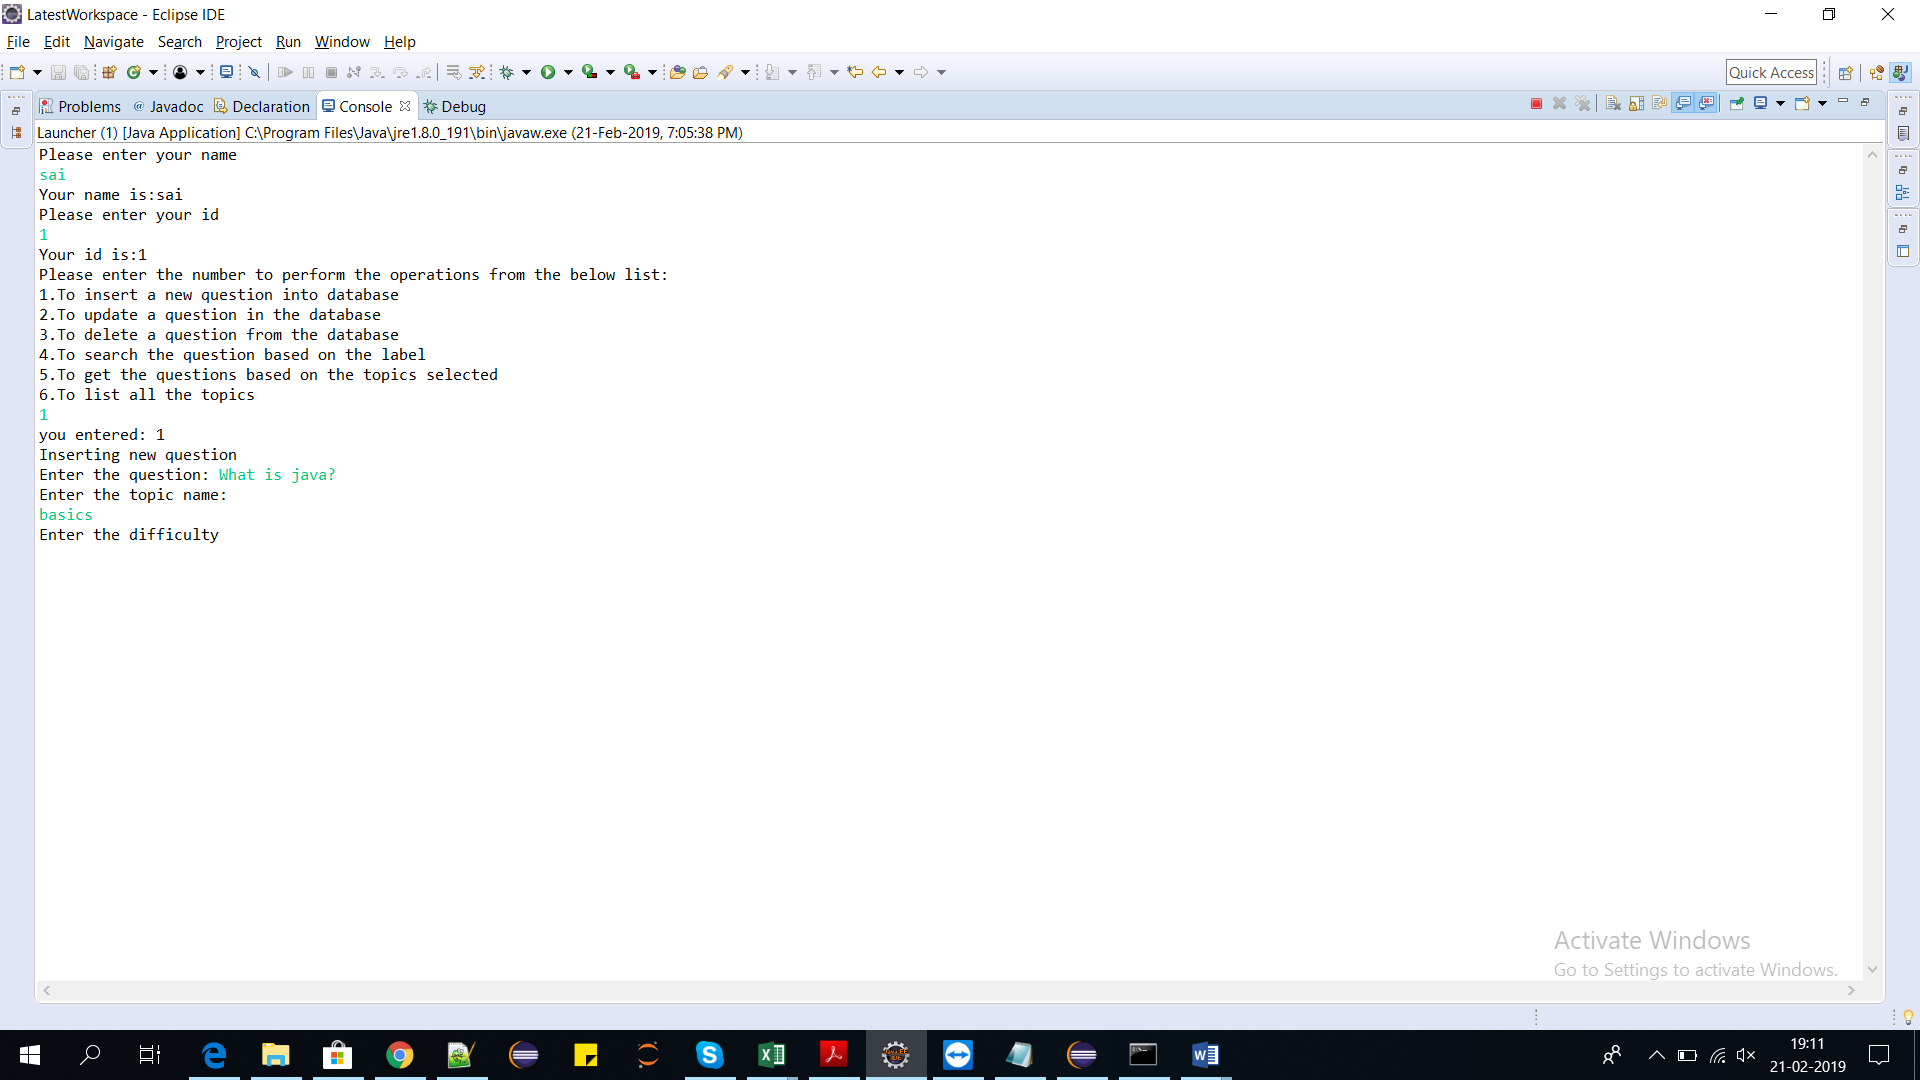 LatestWorkspace - Eclipse IDE
File Edit Navigate Search Project Run Window Help
Quick Access
Problems @ Javadoc Declaration Console Debug
Launcher (1) [Java Application] C:\Program Files\Java\jre1.8.0_191\bin\javaw.exe (21-Feb-2019, 7:05:38 PM)
Please enter your name
sai
Your name is:sai
Please enter your id
1
Your id is:1
Please enter the number to perform the operations from the below list:
1.To insert a new question into database
2.To update a question in the database
3.To delete a question from the database
4.To search the question based on the label
5.To get the questions based on the topics selected
6.To list all the topics
1
you entered: 1
Inserting new question
Enter the question: What is java?
Enter the topic name:
basics
Enter the difficulty
Activate Windows
Go to Settings to activate Windows.
19:11
21-02-2019